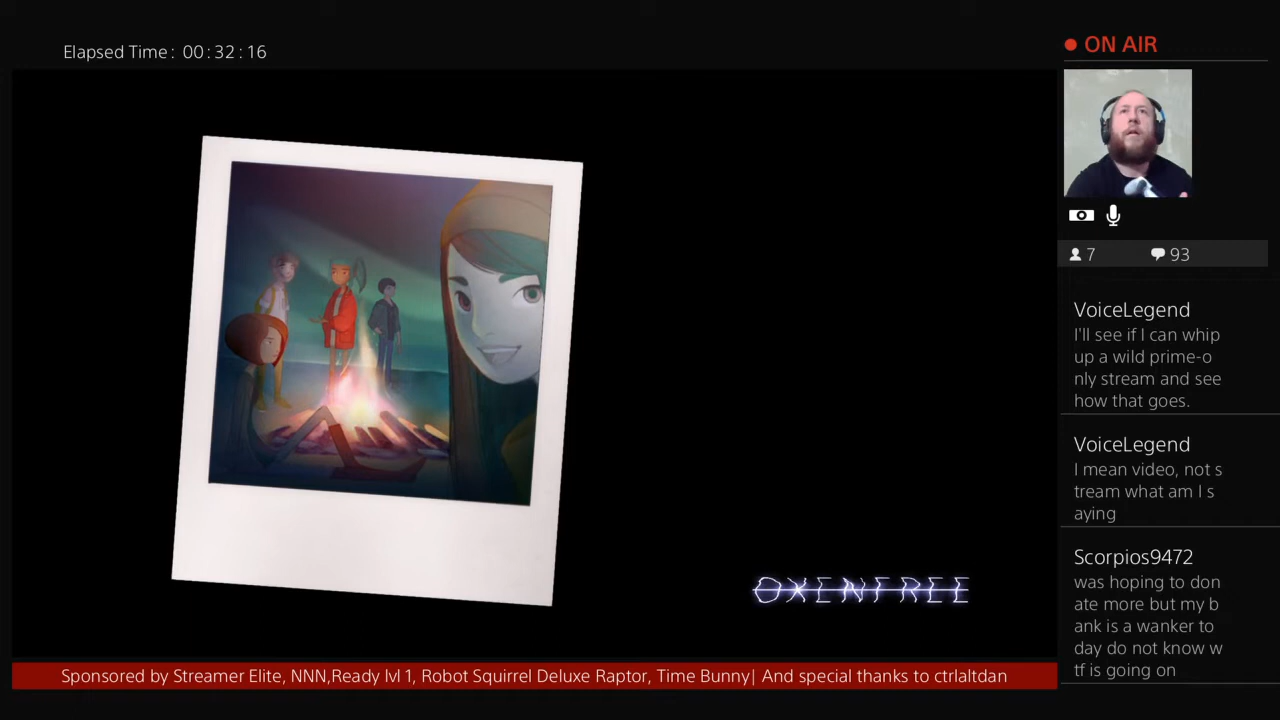 Elapsed Time: 00:32:16
ON AIR
7 93
VoiceLegend
I'll see if I can whip
up a wild prime-o
nly stream and see
how that goes.
VoiceLegend
I mean video, not s
tream what am I s
aying
Scorpios9472
was hoping to don
ate more but my b
ank is a wanker to
day do not know w
tf is going on
OXENFREE
Sponsored by Streamer Elite, NNN,Ready lvl 1, Robot Squirrel Deluxe Raptor, Time Bunny| And special thanks to ctrlaltdan